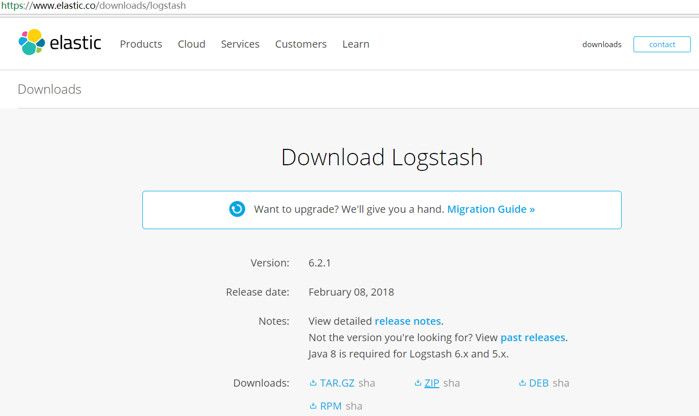 https://www.elastic.co/downloads/logstash
elastic Products Cloud Services Customers Learn downloads contact
Downloads
Download Logstash
Want to upgrade? We'll give you a hand. Migration Guide »
Version: 6.2.1
Release date: February 08, 2018
Notes: View detailed release notes.
Not the version you're looking for? View past releases.
Java 8 is required for Logstash 6.x and 5.x.
Downloads: TAR.GZ sha ZIP sha DEB sha
RPM sha